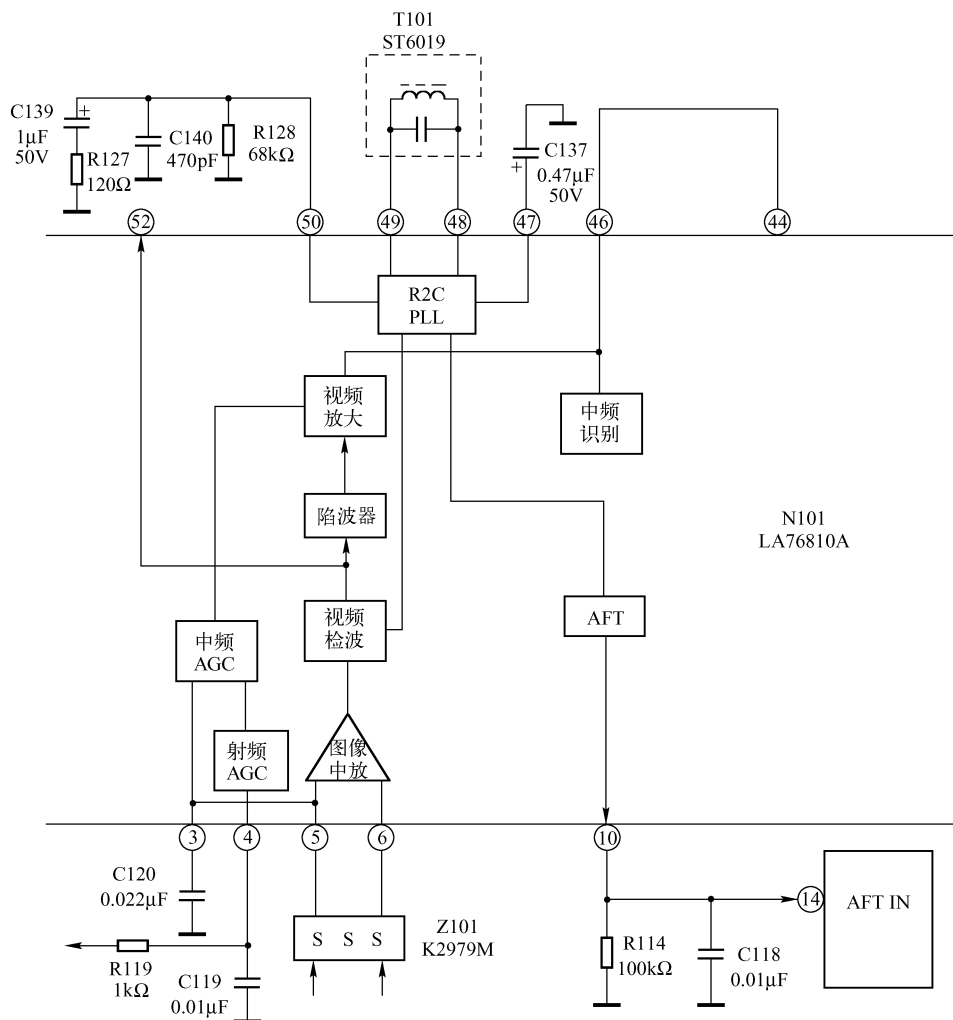 T101
ST6019
C139
1μF
50V
+
R127
120Ω
C140
470pF
R128
68kΩ
C137
0.47μF
50V
+
52
50
49
48
47
46
44
R2C
PLL
视频
放大
中频
识别
陷波器
N101
LA76810A
视频
检波
AFT
中频
AGC
射频
AGC
图像
中放
3
4
5
6
10
C120
0.022μF
R119
1kΩ
C119
0.01μF
S S S
Z101
K2979M
R114
100kΩ
C118
0.01μF
14
AFT IN